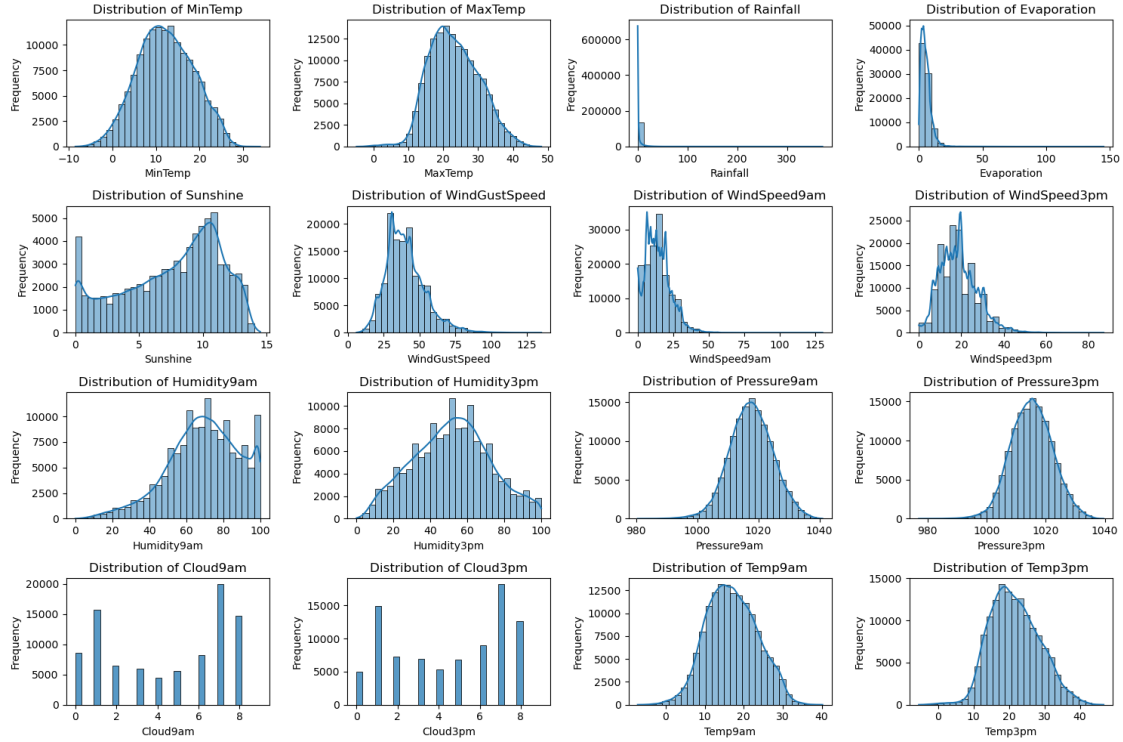 Distribution of MinTemp
Frequency
10000
7500
5000
2500
0
−10 0 10 20 30
MinTemp
Distribution of MaxTemp
Frequency
12500
10000
7500
5000
2500
0
0 10 20 30 40 50
MaxTemp
Distribution of Rainfall
Frequency
600000
400000
200000
0
0 100 200 300
Rainfall
Distribution of Evaporation
Frequency
50000
40000
30000
20000
10000
0
0 50 100 150
Evaporation
Distribution of Sunshine
Frequency
5000
4000
3000
2000
1000
0
0 5 10 15
Sunshine
Distribution of WindGustSpeed
Frequency
20000
15000
10000
5000
0
0 25 50 75 100 125
WindGustSpeed
Distribution of WindSpeed9am
Frequency
30000
20000
10000
0
0 25 50 75 100 125
WindSpeed9am
Distribution of WindSpeed3pm
Frequency
25000
20000
15000
10000
5000
0
0 20 40 60 80
WindSpeed3pm
Distribution of Humidity9am
Frequency
10000
7500
5000
2500
0
0 20 40 60 80 100
Humidity9am
Distribution of Humidity3pm
Frequency
10000
8000
6000
4000
2000
0
0 20 40 60 80 100
Humidity3pm
Distribution of Pressure9am
Frequency
15000
10000
5000
0
980 1000 1020 1040
Pressure9am
Distribution of Pressure3pm
Frequency
15000
10000
5000
0
980 1000 1020 1040
Pressure3pm
Distribution of Cloud9am
Frequency
20000
15000
10000
5000
0
0 2 4 6 8
Cloud9am
Distribution of Cloud3pm
Frequency
15000
10000
5000
0
0 2 4 6 8
Cloud3pm
Distribution of Temp9am
Frequency
12500
10000
7500
5000
2500
0
0 10 20 30 40
Temp9am
Distribution of Temp3pm
Frequency
15000
10000
5000
0
0 10 20 30 40
Temp3pm